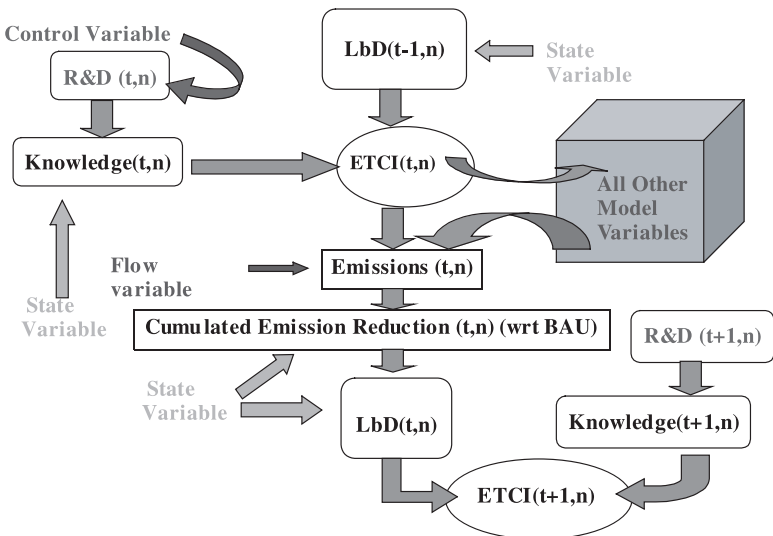 Control Variable
R&D (t,n)
LbD(t-1,n)
State
Variable
Knowledge(t,n)
ETCI(t,n)
All Other
Model
Variables
Flow
variable
Emissions (t,n)
State
Variable
Cumulated Emission Reduction (t,n) (wrt BAU)
R&D (t+1,n)
State
Variable
LbD(t,n)
Knowledge(t+1,n)
ETCI(t+1,n)